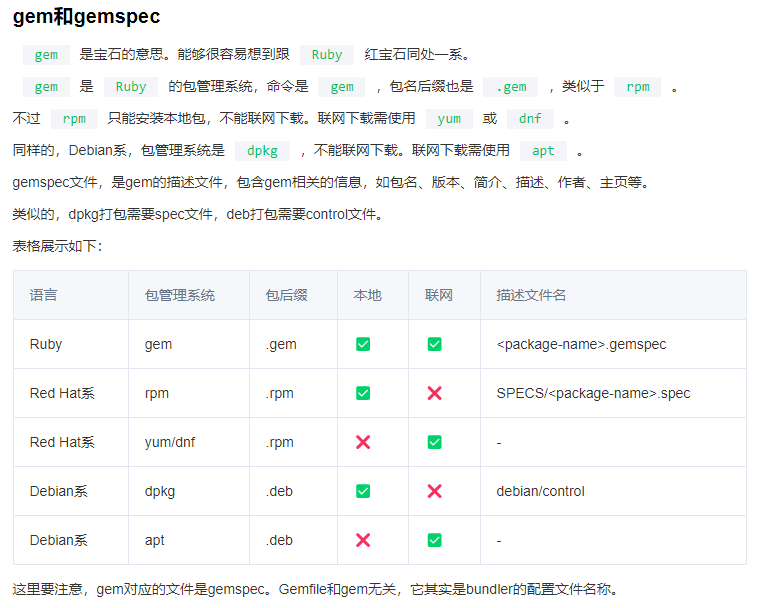 gem和gemspec
gem 是宝石的意思。能够很容易想到跟 Ruby 红宝石同处一系。
gem 是 Ruby 的包管理系统，命令是 gem ，包名后缀也是 .gem ，类似于 rpm 。
不过 rpm 只能安装本地包，不能联网下载。联网下载需使用 yum 或 dnf 。
同样的，Debian系，包管理系统是 dpkg ，不能联网下载。联网下载需使用 apt 。
gemspec文件，是gem的描述文件，包含gem相关的信息，如包名、版本、简介、描述、作者、主页等。
类似的，dpkg打包需要spec文件，deb打包需要control文件。
表格展示如下：
语言 包管理系统 包后缀 本地 联网 描述文件名
Ruby gem .gem ✅ ✅ <package-name>.gemspec
Red Hat系 rpm .rpm ✅ ❌ SPECS/<package-name>.spec
Red Hat系 yum/dnf .rpm ❌ ✅ -
Debian系 dpkg .deb ✅ ❌ debian/control
Debian系 apt .deb ❌ ✅ -
这里要注意，gem对应的文件是gemspec。Gemfile和gem无关，它其实是bundler的配置文件名称。